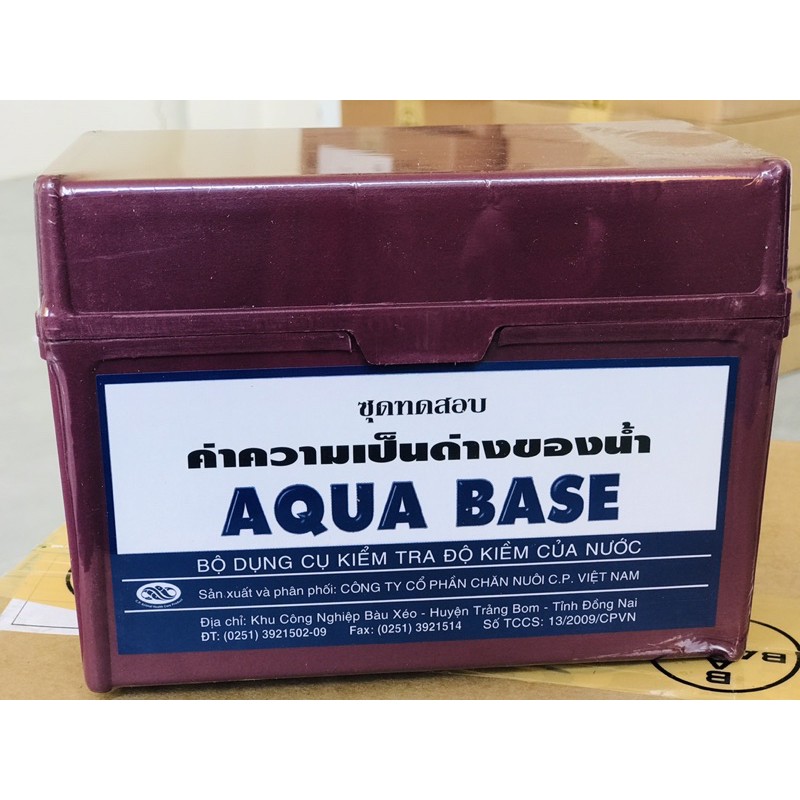 ชุดทดสอบ
ค่าความเป็นด่างของน้ำ
AQUA BASE
BỘ DỤNG CỤ KIỂM TRA ĐỘ KIỀM CỦA NƯỚC
Sản xuất và phân phối: CÔNG TY CỔ PHẦN CHĂN NUÔI C.P. VIỆT NAM
Địa chỉ: Khu Công Nghiệp Bàu Xéo - Huyện Trảng Bom - Tỉnh Đồng Nai
ĐT: (0251) 3921502-09 Fax: (0251) 3921514 Số TCCS: 13/2009/CPVN